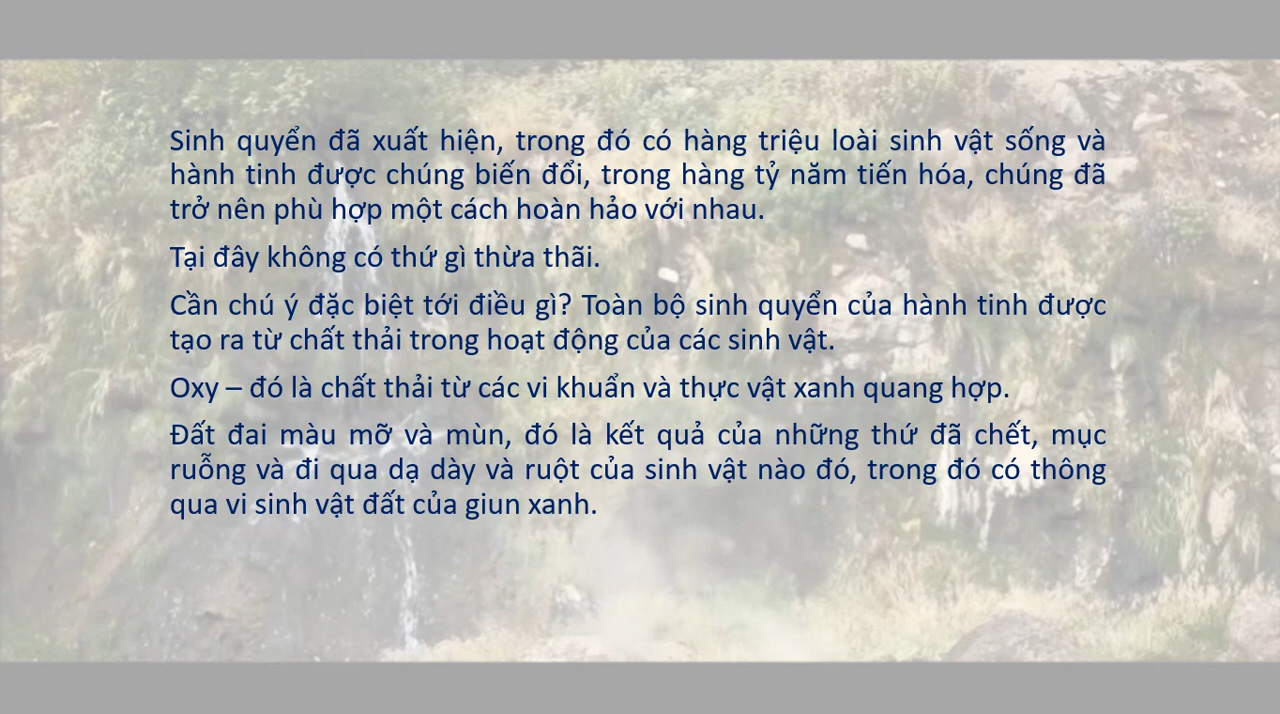 Sinh quyển đã xuất hiện, trong đó có hàng triệu loài sinh vật sống và
hành tinh được chúng biến đổi, trong hàng tỷ năm tiến hóa, chúng đã
trở nên phù hợp một cách hoàn hảo với nhau.
Tại đây không có thứ gì thừa thãi.
Cần chú ý đặc biệt tới điều gì? Toàn bộ sinh quyển của hành tinh được
tạo ra từ chất thải trong hoạt động của các sinh vật.
Oxy – đó là chất thải từ các vi khuẩn và thực vật xanh quang hợp.
Đất đai màu mỡ và mùn, đó là kết quả của những thứ đã chết, mục
ruỗng và đi qua dạ dày và ruột của sinh vật nào đó, trong đó có thông
qua vi sinh vật đất của giun xanh.